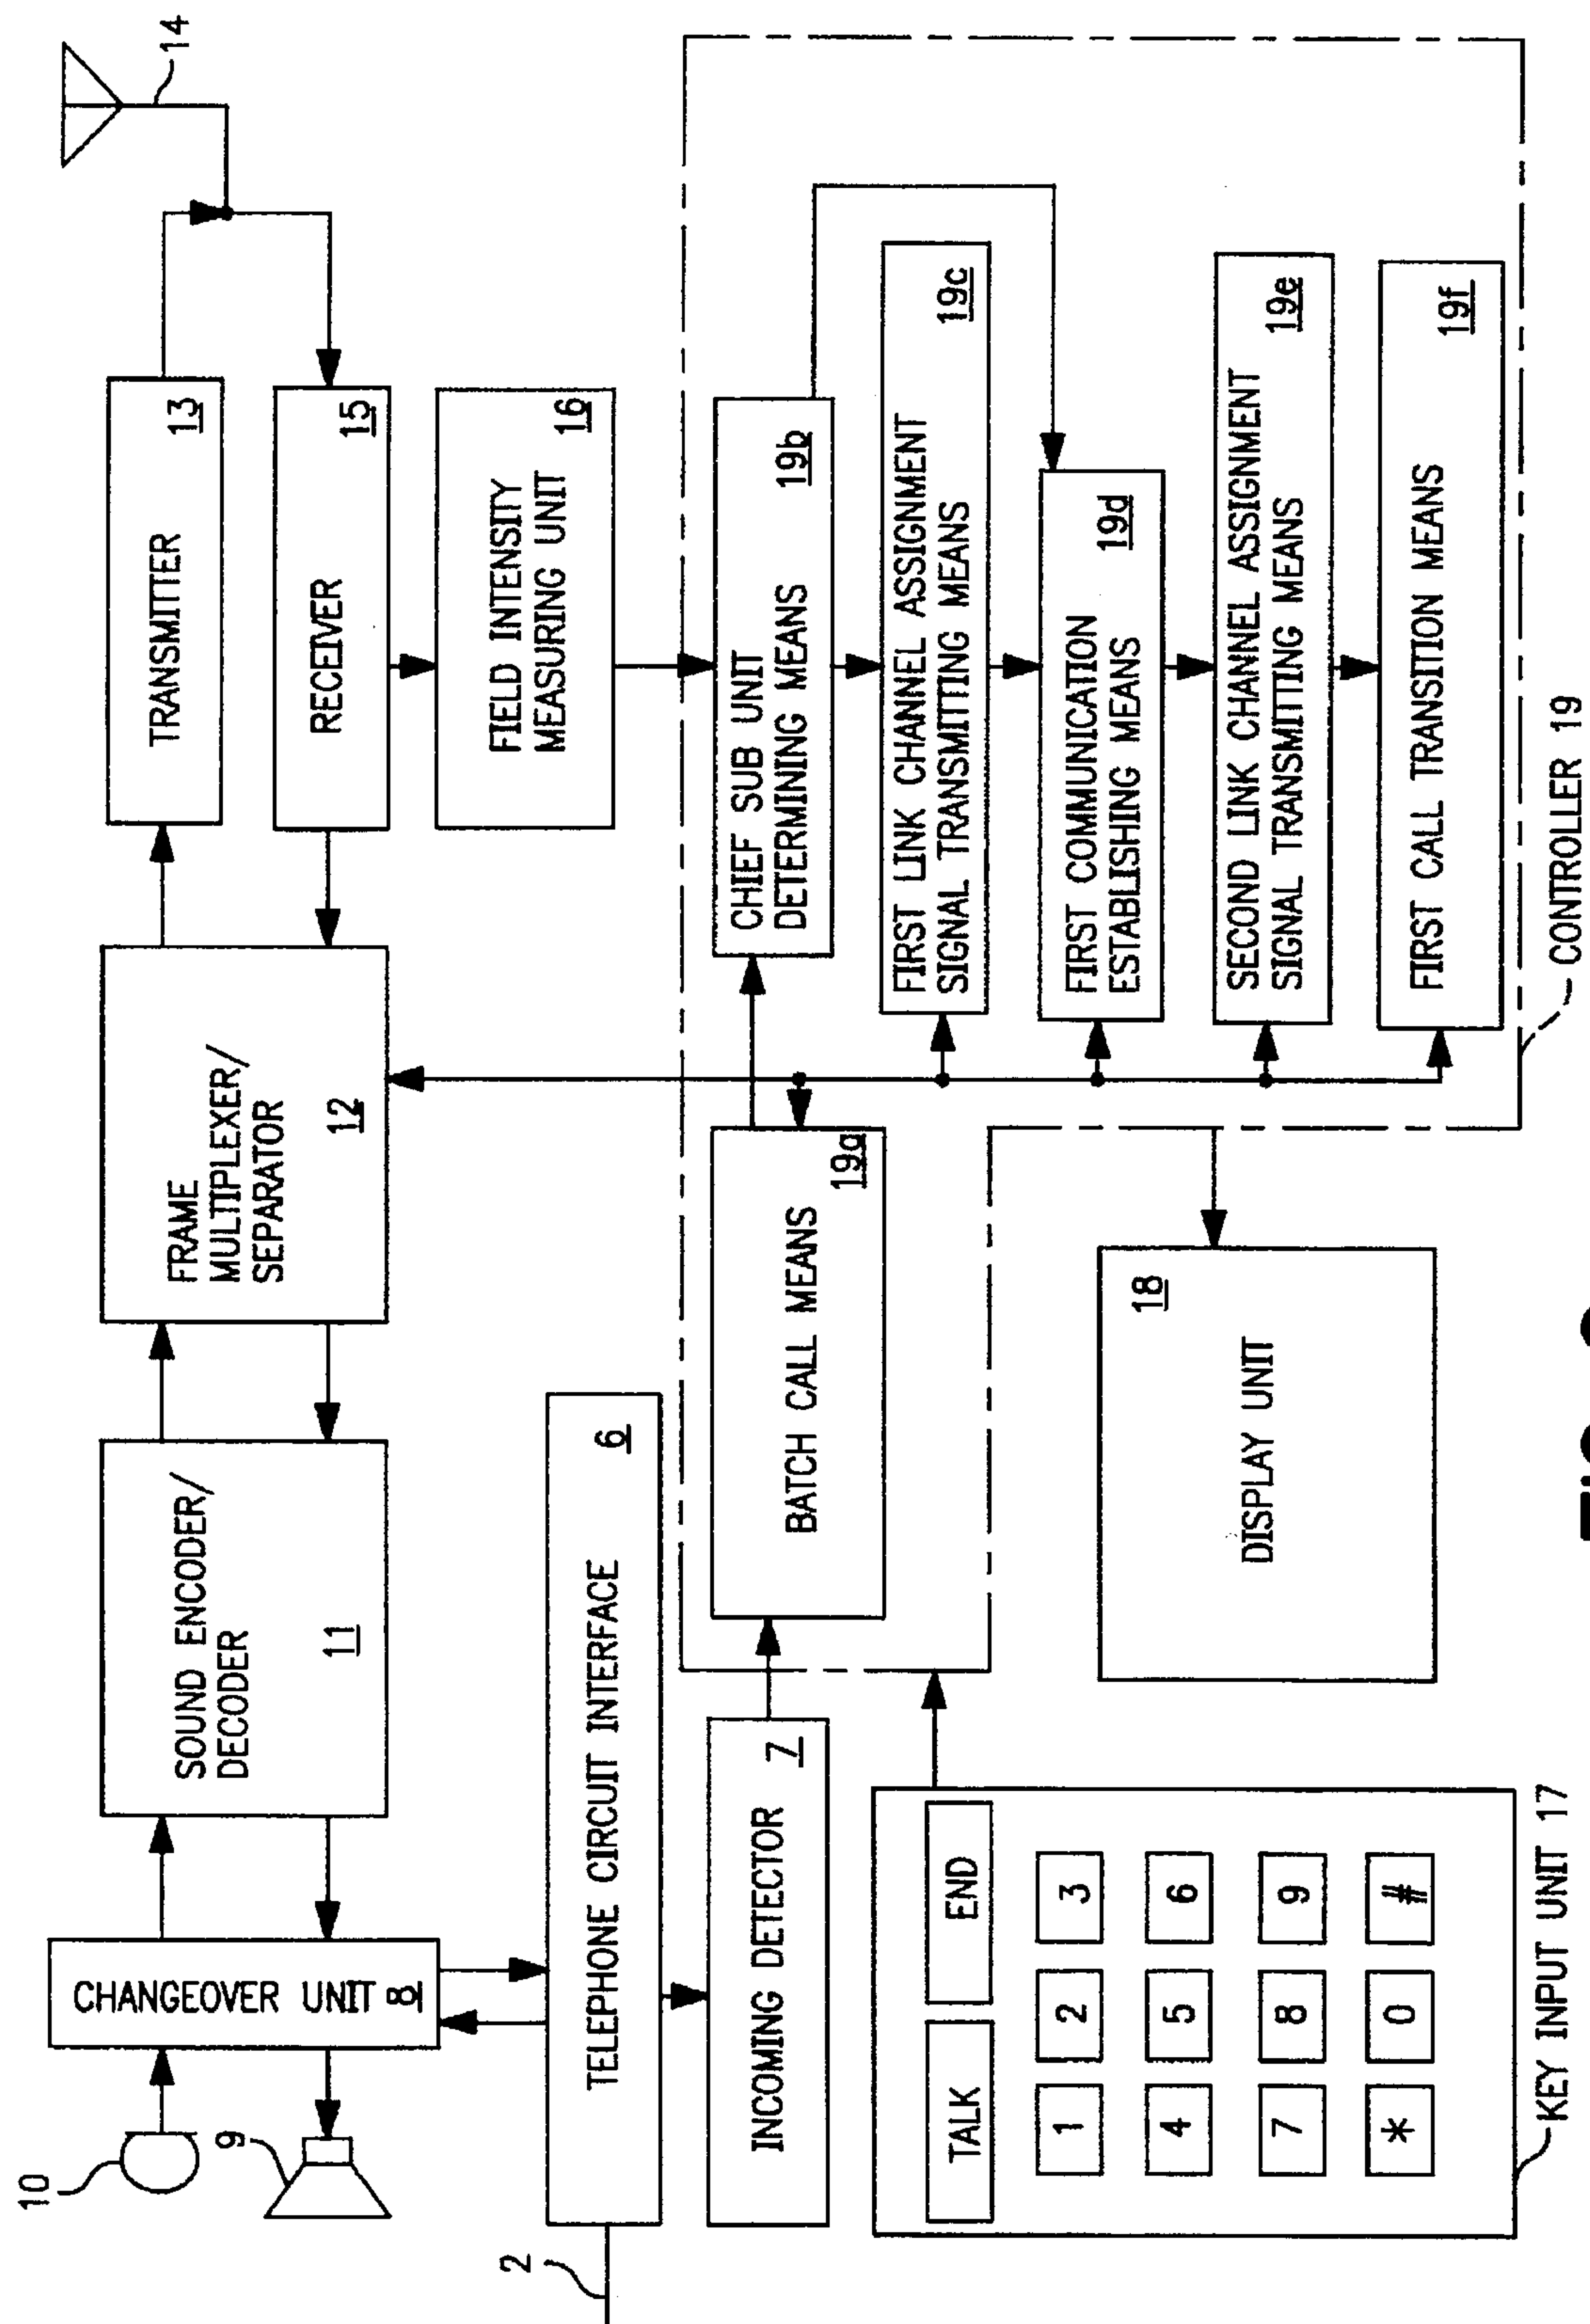 10
9
CHANGEOVER UNIT 8
SOUND ENCODER/
DECODER
11
FRAME
MULTIPLEXER/
SEPARATOR
12
TRANSMITTER
13
14
RECEIVER
15
FIELD INTENSITY
MEASURING UNIT
16
2
TELEPHONE CIRCUIT INTERFACE
6
INCOMING DETECTOR
7
BATCH CALL MEANS
19a
CHIEF SUB UNIT
DETERMINING MEANS
19b
FIRST LINK CHANNEL ASSIGNMENT
SIGNAL TRANSMITTING MEANS
19c
FIRST COMMUNICATION
ESTABLISHING MEANS
19d
SECOND LINK CHANNEL ASSIGNMENT
SIGNAL TRANSMITTING MEANS
19e
FIRST CALL TRANSITION MEANS
19f
CONTROLLER 19
TALK
END
1 2 3
4 5 6
7 8 9
* 0 #
KEY INPUT UNIT 17
DISPLAY UNIT
18